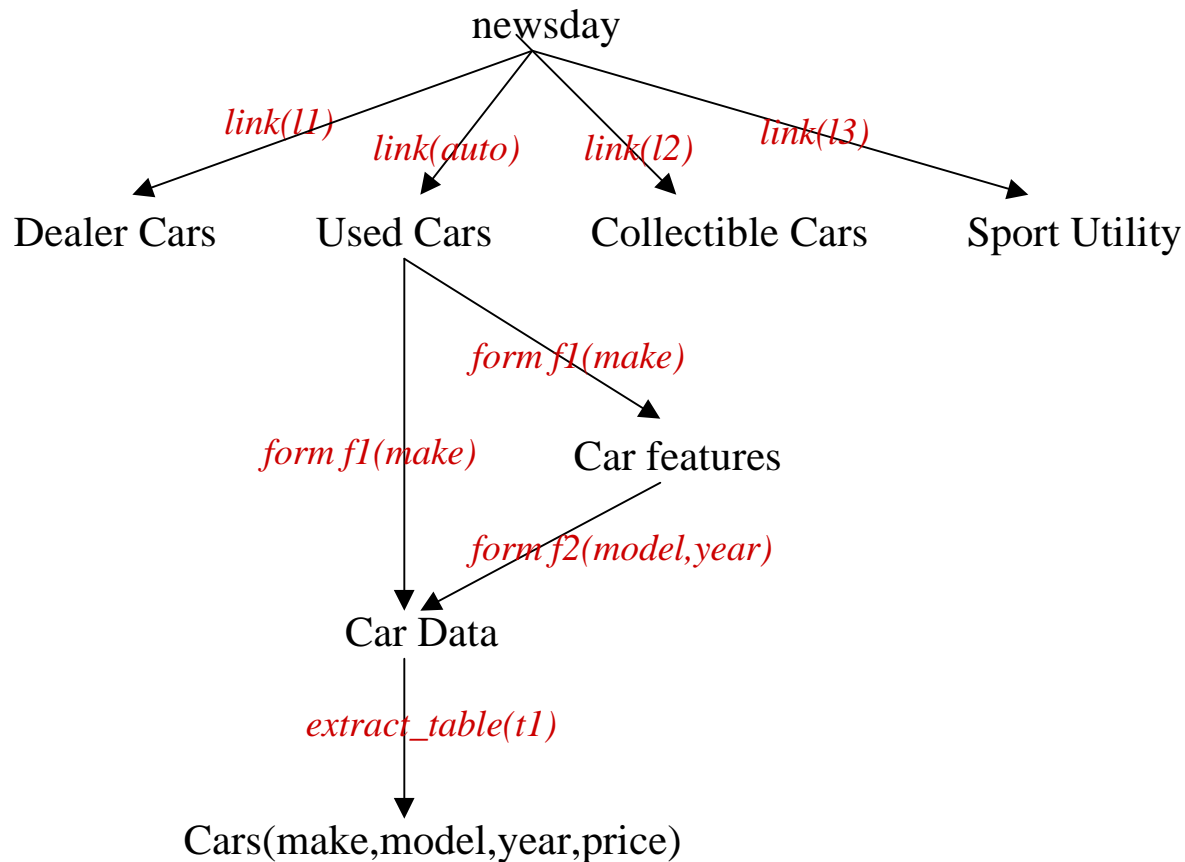 newsday
link(l1)
link(auto)
link(l2)
link(l3)
Dealer Cars
Used Cars
Collectible Cars
Sport Utility
form f1(make)
form f1(make)
Car features
form f2(model,year)
Car Data
extract_table(t1)
Cars(make,model,year,price)